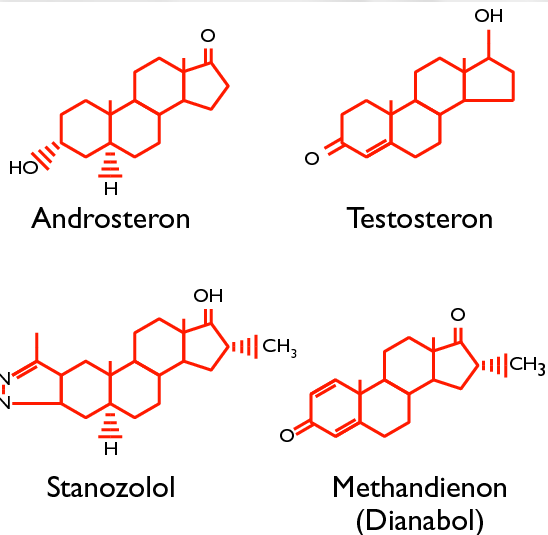 O
HO
H
Androsteron
OH
O
Testosteron
OH
CH3
N
N
H
Stanozolol
O
CH3
O
Methandienon
(Dianabol)